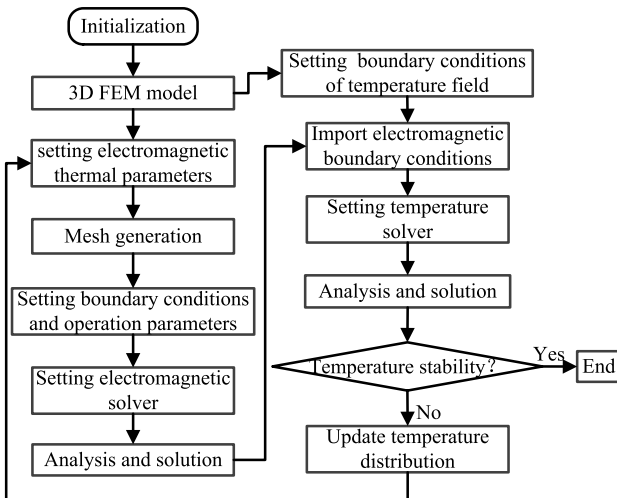 Initialization
3D FEM model
setting electromagnetic
thermal parameters
Mesh generation
Setting boundary conditions
and operation parameters
Setting electromagnetic
solver
Analysis and solution
Setting boundary conditions
of temperature field
Import electromagnetic
boundary conditions
Setting temperature
solver
Analysis and solution
Temperature stability?
Yes
End
No
Update temperature
distribution